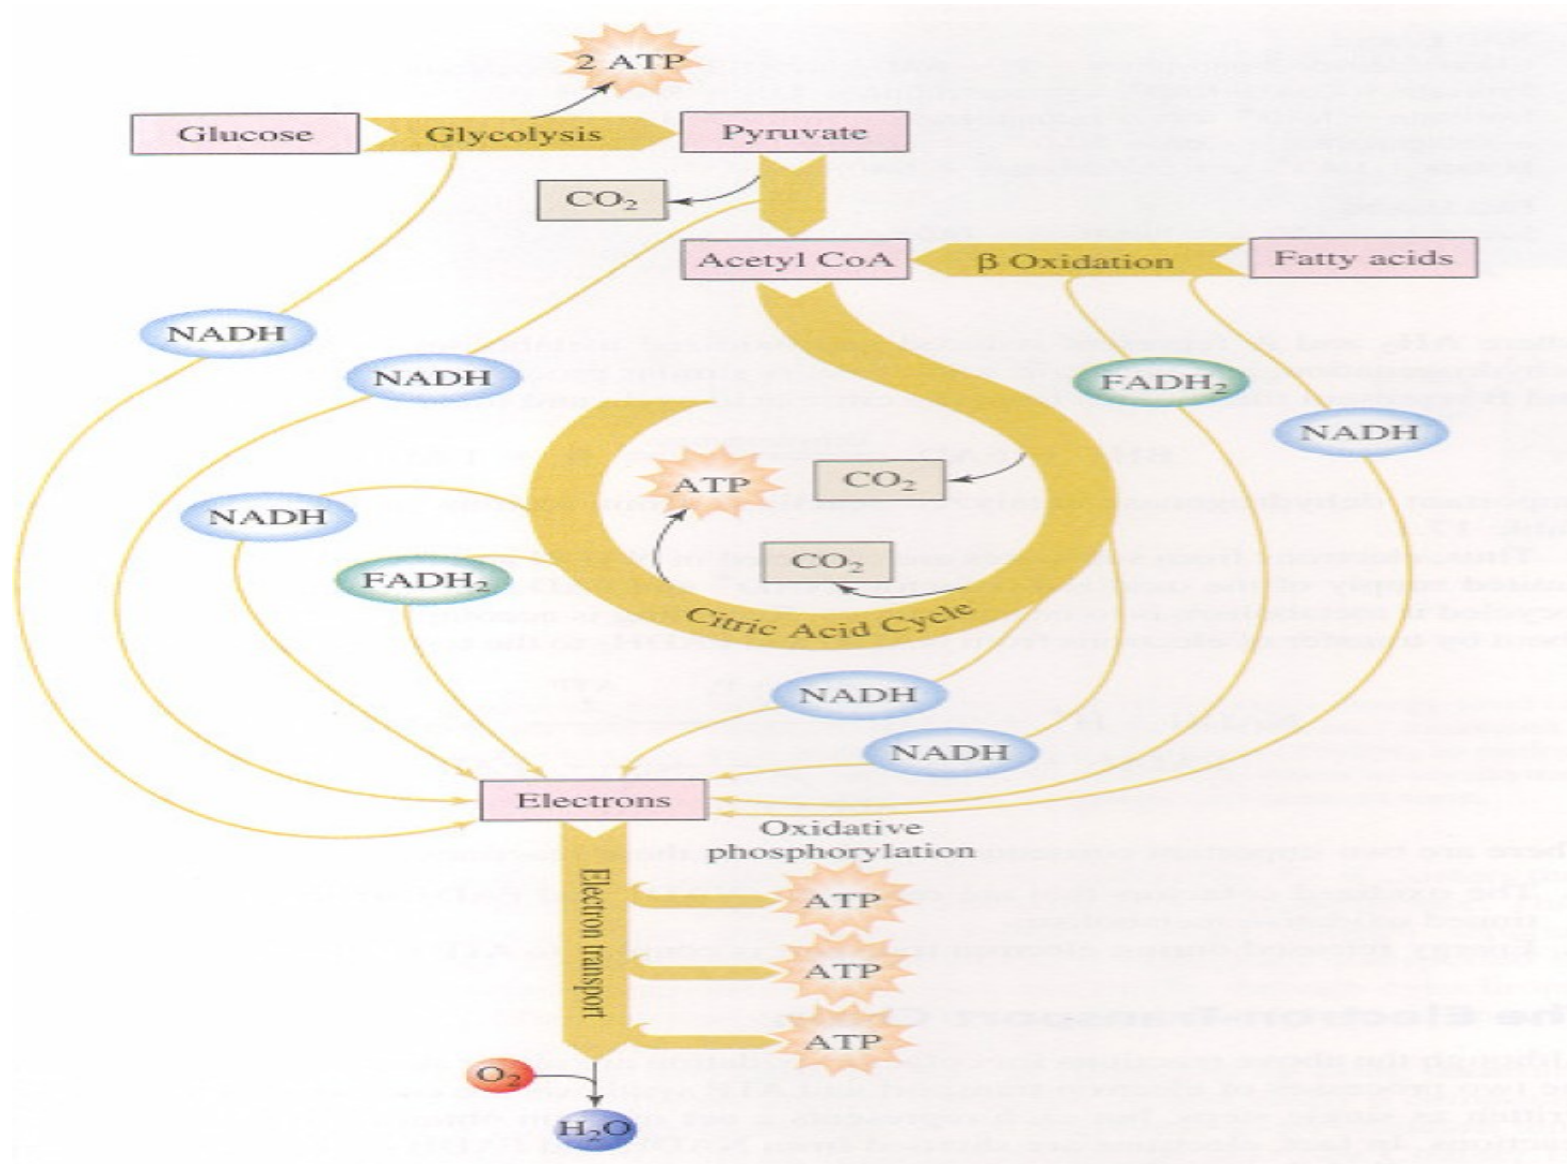 2 ATP
Glucose
Glycolysis
Pyruvate
CO₂
Acetyl CoA
β Oxidation
Fatty acids
NADH
NADH
FADH₂
NADH
NADH
FADH₂
ATP
CO₂
CO₂
Citric Acid Cycle
NADH
NADH
Electrons
Oxidative
phosphorylation
Electron transport
ATP
ATP
ATP
O₂
H₂O